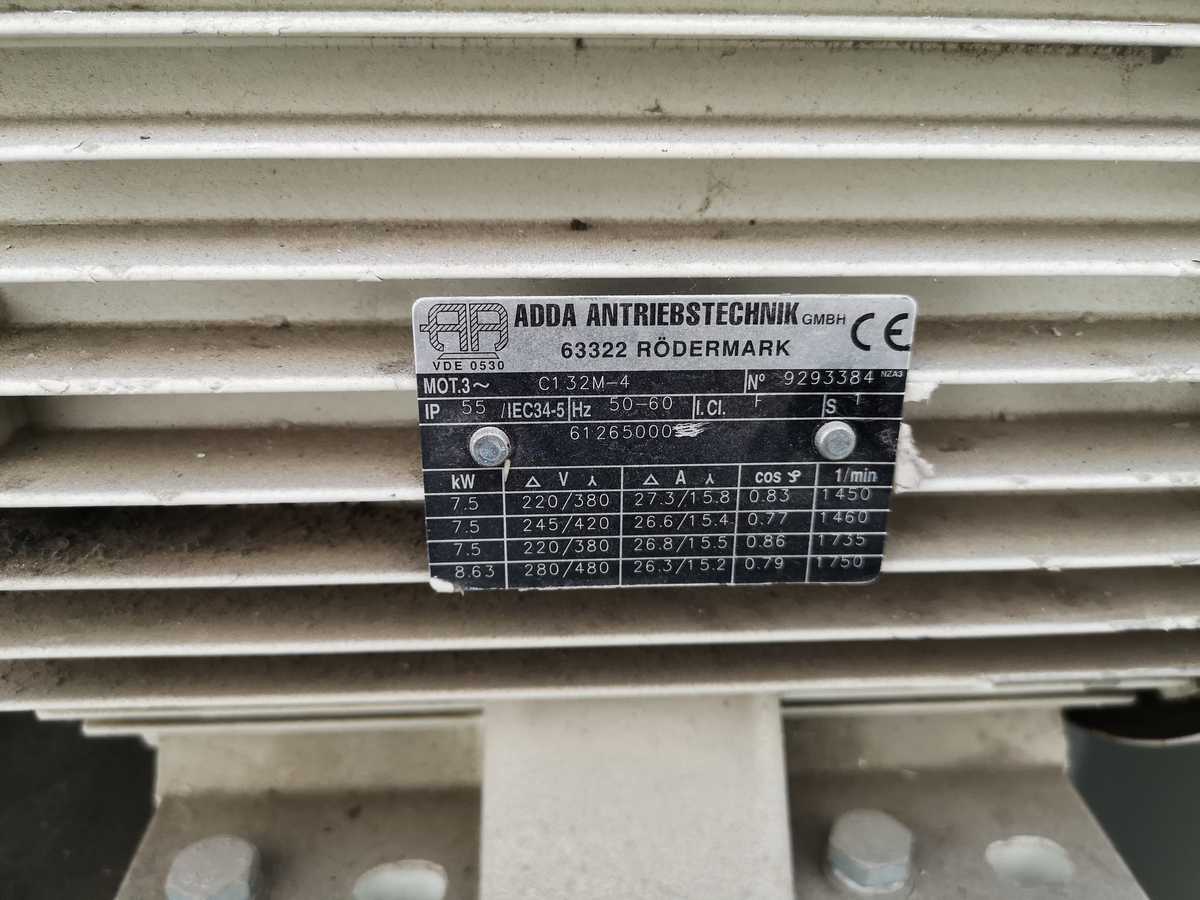 ADDA ANTRIEBSTECHNIK GMBH
63322 RÖDERMARK
CE
VDE 0530
MOT.3~ C132M-4 Nº 9293384 NZA3
IP 55 /IEC34-5 Hz 50-60 I.Cl. F S 1
61265000
kW △ V ⅄ △ A ⅄ cos φ 1/min
7.5 220/380 27.3/15.8 0.83 1450
7.5 245/420 26.6/15.4 0.77 1460
7.5 220/380 26.8/15.5 0.86 1735
8.63 280/480 26.3/15.2 0.79 1750